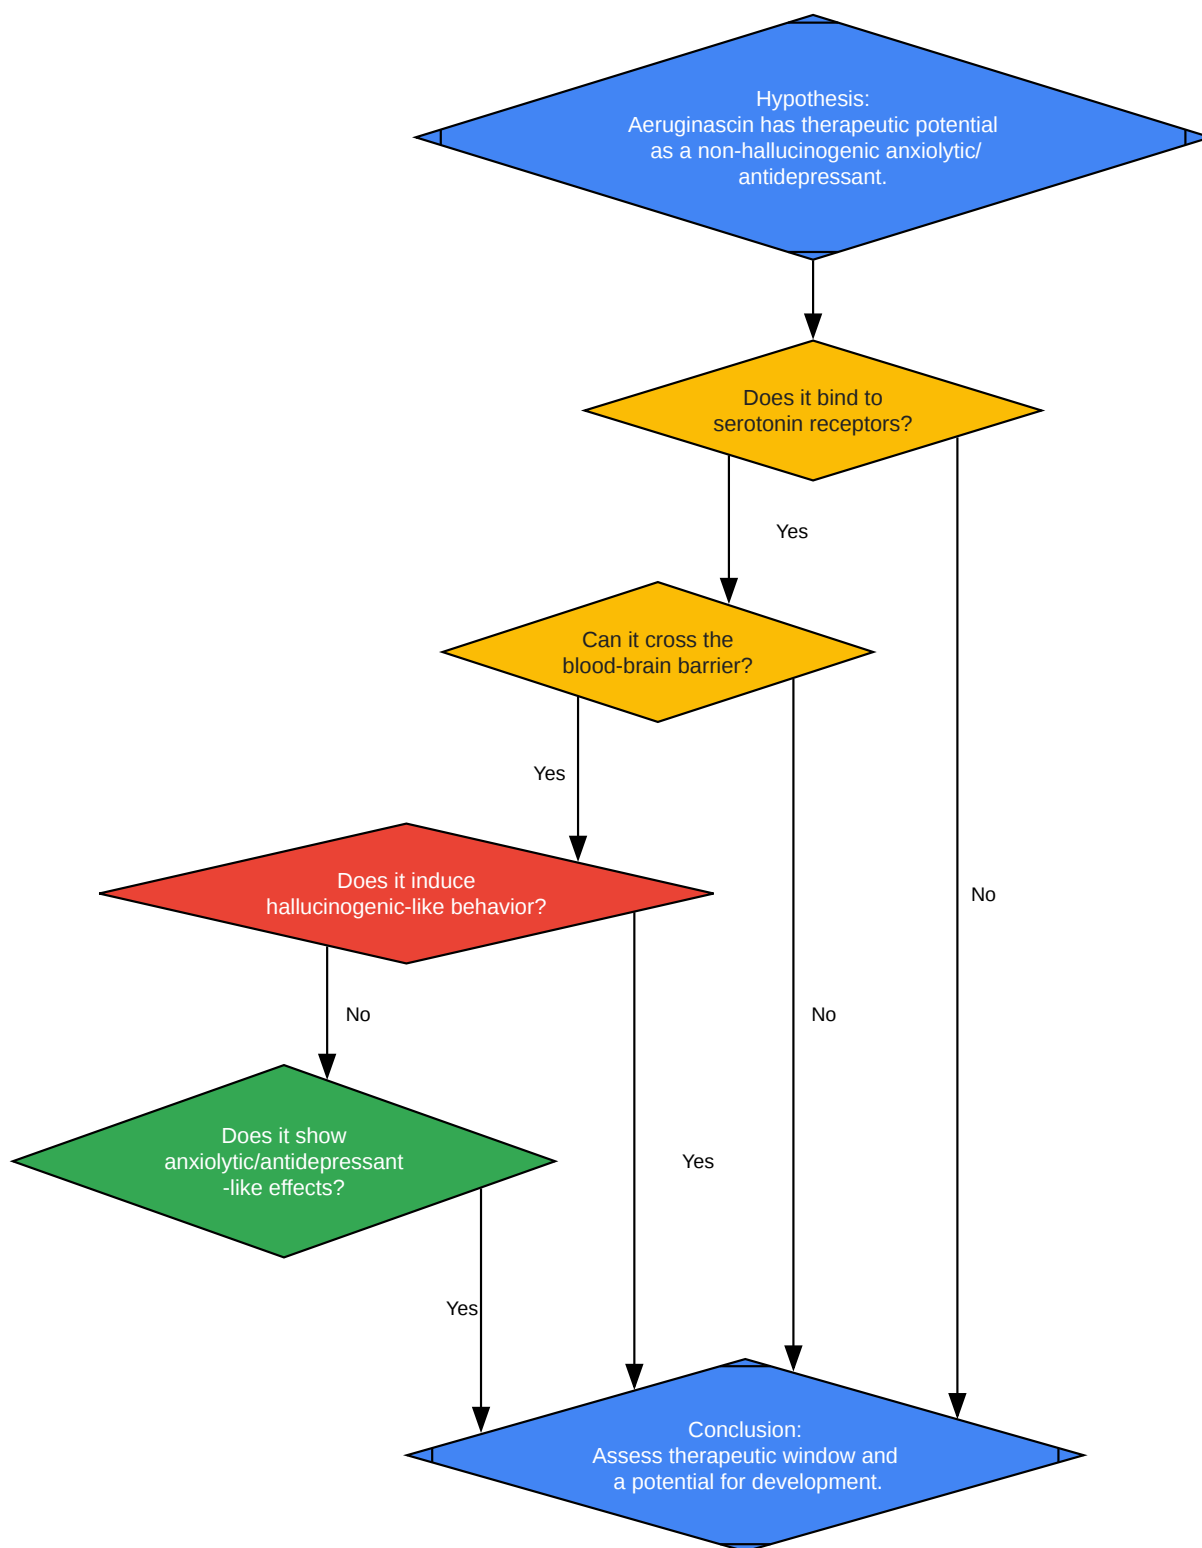 Hypothesis:
Aeruginascin has therapeutic potential
as a non-hallucinogenic anxiolytic/
antidepressant.
Does it bind to
serotonin receptors?
Yes
Can it cross the
blood-brain barrier?
Yes
Does it induce
hallucinogenic-like behavior?
No
No
No
Does it show
anxiolytic/antidepressant
-like effects?
Yes
Yes
Conclusion:
Assess therapeutic window and
a potential for development.